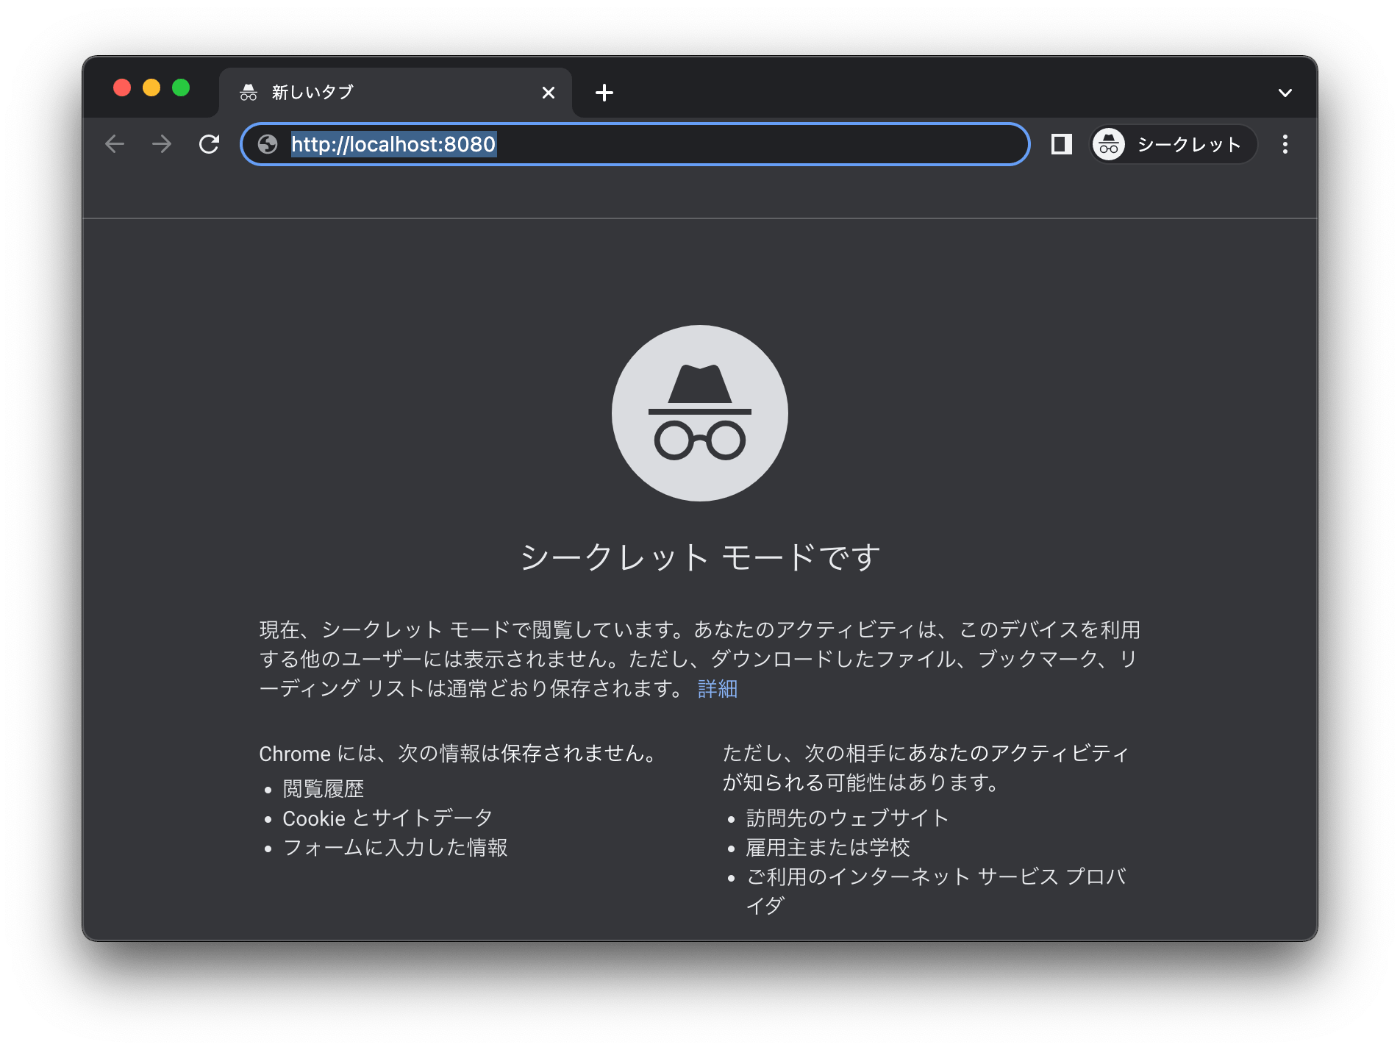 新しいタブ
http://localhost:8080
シークレット
シークレット モードです
現在、シークレット モードで閲覧しています。あなたのアクティビティは、このデバイスを利用
する他のユーザーには表示されません。ただし、ダウンロードしたファイル、ブックマーク、リ
ーディング リストは通常どおり保存されます。 詳細
Chrome には、次の情報は保存されません。
• 閲覧履歴
• Cookie とサイトデータ
• フォームに入力した情報
ただし、次の相手にあなたのアクティビティ
が知られる可能性はあります。
• 訪問先のウェブサイト
• 雇用主または学校
• ご利用のインターネット サービス プロバ
イダ